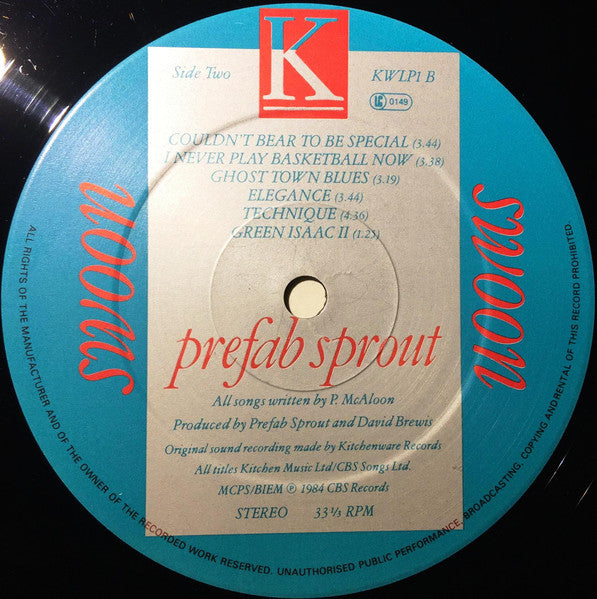 K
Side Two
KWLP1 B
LC 0149
COULDN'T BEAR TO BE SPECIAL (3.44)
I NEVER PLAY BASKETBALL NOW (3.38)
GHOST TOWN BLUES (3.19)
ELEGANCE (3.44)
TECHNIQUE (4:36)
GREEN ISAAC II (1.25)
swoon
swoon
prefab sprout
All songs written by P. McAloon
Produced by Prefab Sprout and David Brewis
Original sound recording made by Kitchenware Records
All titles Kitchen Music Ltd/CBS Songs Ltd.
MCPS/BIEM ℗ 1984 CBS Records
STEREO 33⅓ RPM
ALL RIGHTS OF THE MANUFACTURER AND OF THE OWNER OF THE RECORDED WORK RESERVED. UNAUTHORISED PUBLIC PERFORMANCE, BROADCASTING, COPYING AND RENTAL OF THIS RECORD PROHIBITED.